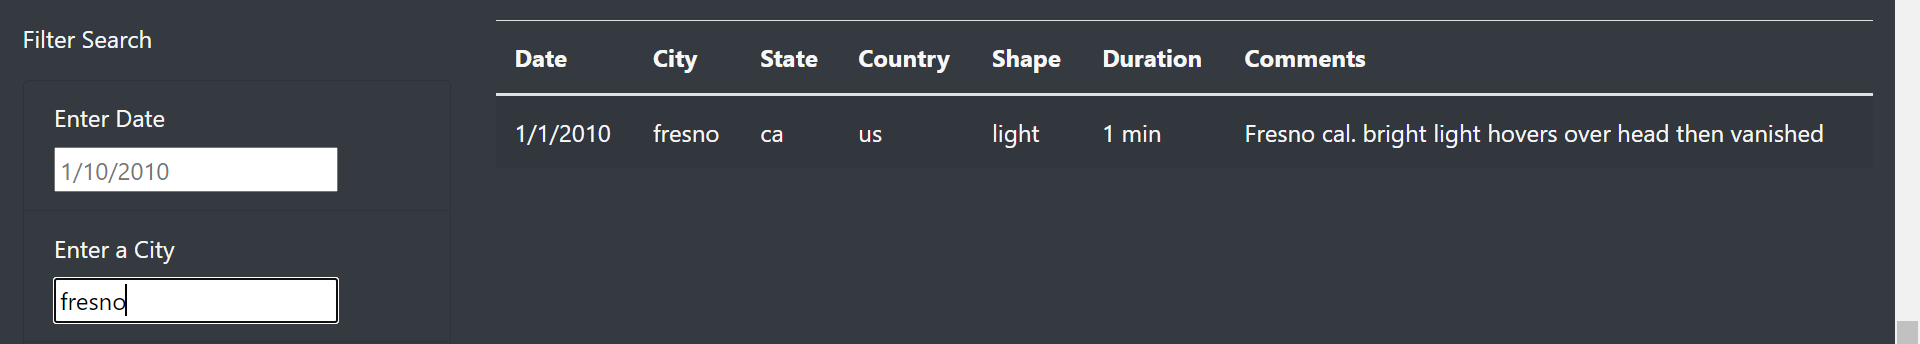 Filter Search
Enter Date
1/10/2010
Enter a City
fresno
Date City State Country Shape Duration Comments
1/1/2010 fresno ca us light 1 min Fresno cal. bright light hovers over head then vanished